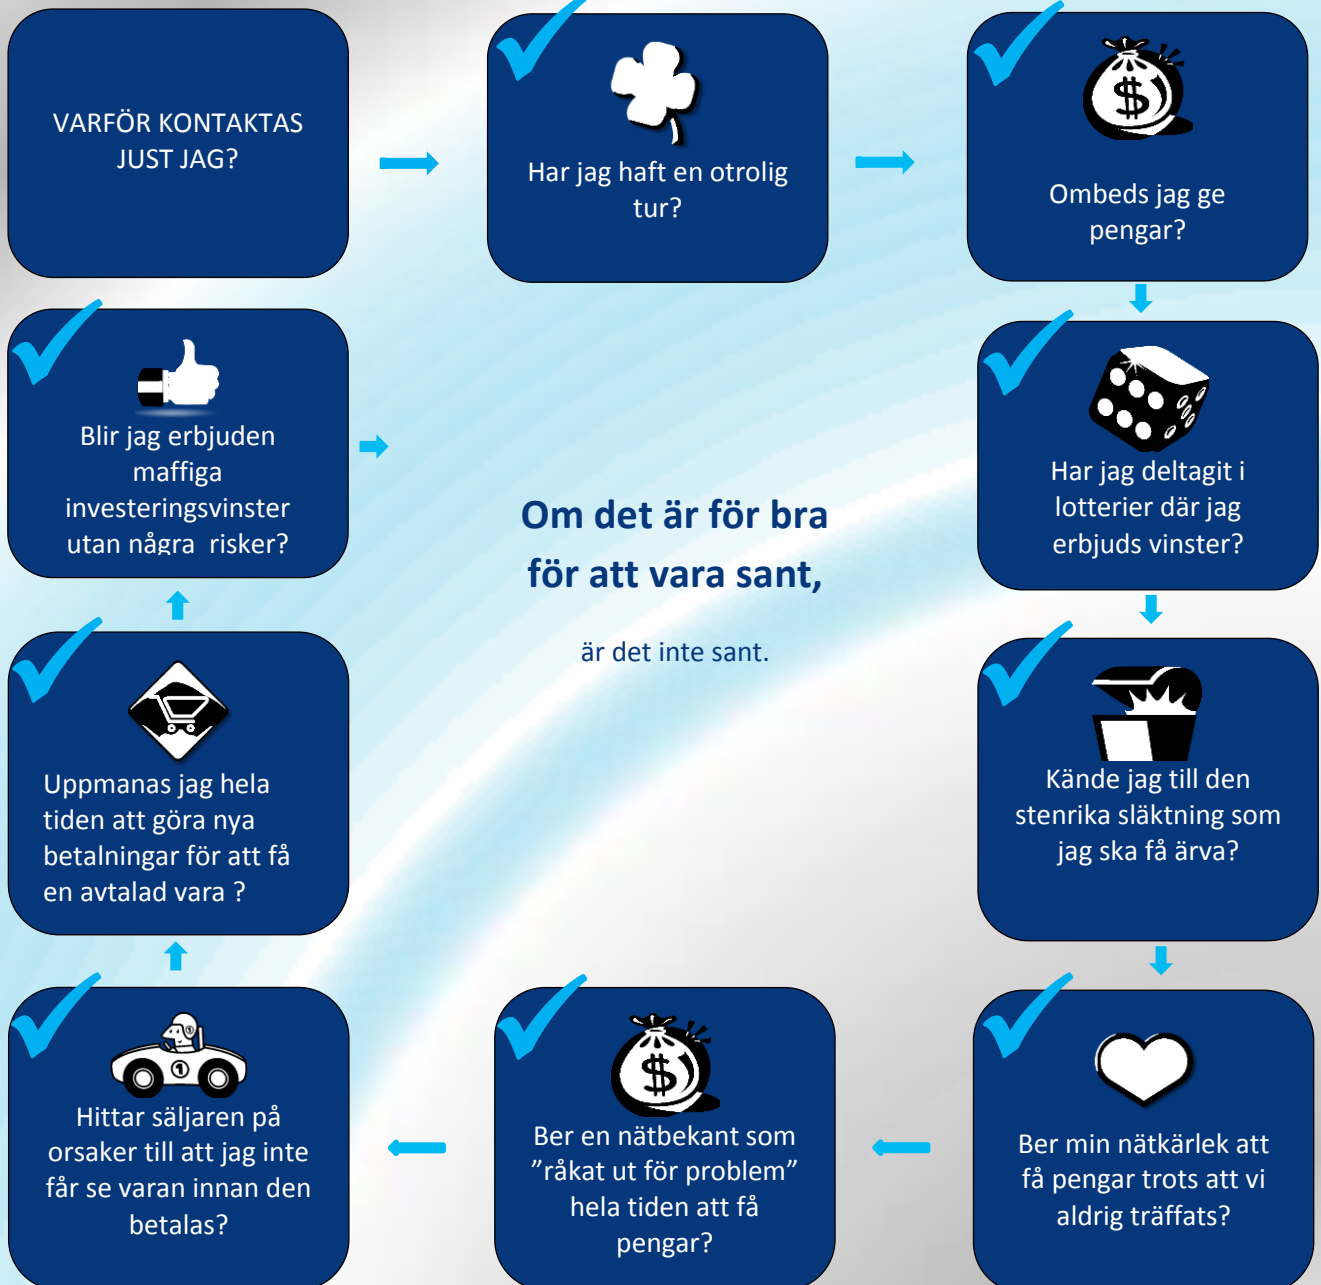 VARFÖR KONTAKTAS
JUST JAG?
Har jag haft en otrolig
tur?
Ombeds jag ge
pengar?
Har jag deltagit i
lotterier där jag
erbjuds vinster?
Kände jag till den
stenrika släktning som
jag ska få ärva?
Ber min nätkärlek att
få pengar trots att vi
aldrig träffats?
Ber en nätbekant som
”råkat ut för problem”
hela tiden att få
pengar?
Hittar säljaren på
orsaker till att jag inte
får se varan innan den
betalas?
Uppmanas jag hela
tiden att göra nya
betalningar för att få
en avtalad vara ?
Blir jag erbjuden
maffiga
investeringsvinster
utan några  risker?
Om det är för bra
för att vara sant,
är det inte sant.